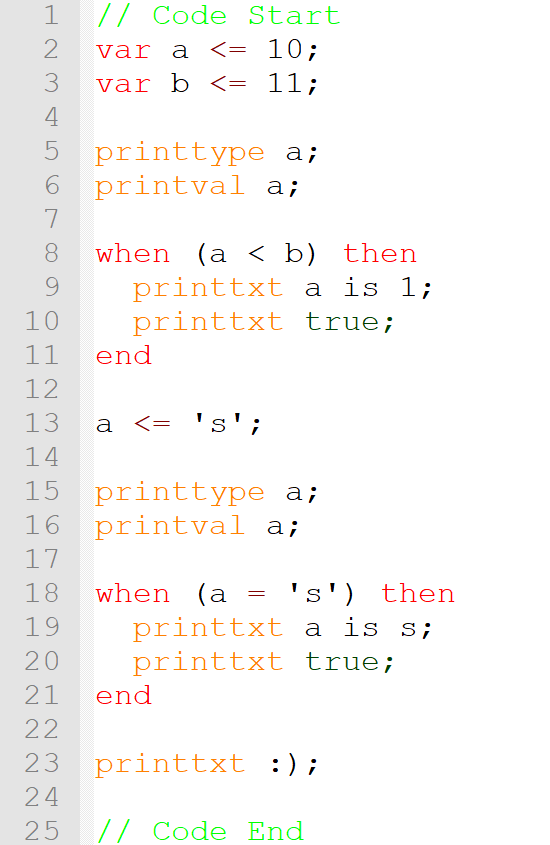 1 // Code Start
2 var a <= 10;
3 var b <= 11;
4
5 printtype a;
6 printval a;
7
8 when (a < b) then
9   printtxt a is 1;
10   printtxt true;
11 end
12
13 a <= 's';
14
15 printtype a;
16 printval a;
17
18 when (a = 's') then
19   printtxt a is s;
20   printtxt true;
21 end
22
23 printtxt :);
24
25 // Code End